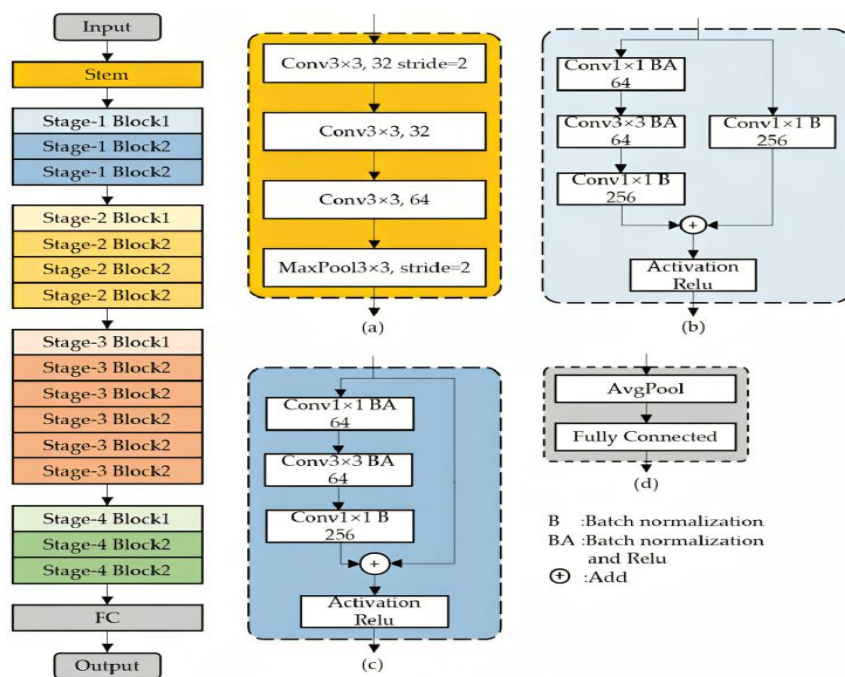 Input
Stem
Stage-1 Block1
Stage-1 Block2
Stage-1 Block2
Stage-2 Block1
Stage-2 Block2
Stage-2 Block2
Stage-2 Block2
Stage-3 Block1
Stage-3 Block2
Stage-3 Block2
Stage-3 Block2
Stage-3 Block2
Stage-3 Block2
Stage-4 Block1
Stage-4 Block2
Stage-4 Block2
FC
Output
Conv3×3, 32 stride=2
Conv3×3, 32
Conv3×3, 64
MaxPool3×3, stride=2
(a)
Conv1×1 BA
64
Conv3×3 BA
64
Conv1×1 B
256
Conv1×1 B
256
+
Activation
Relu
(b)
Conv1×1 BA
64
Conv3×3 BA
64
Conv1×1 B
256
+
Activation
Relu
(c)
AvgPool
Fully Connected
(d)
B :Batch normalization
BA :Batch normalization
and Relu
+ :Add